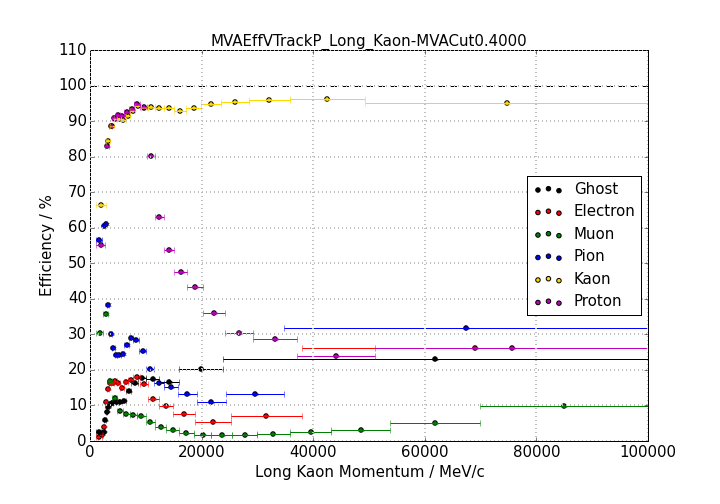 MVAEffVTrackP_Long_Kaon-MVACut0.4000
110
100
90
80
70
60
50
40
30
20
10
0
Efficiency / %
Ghost
Electron
Muon
Pion
Kaon
Proton
0 20000 40000 60000 80000 100000
Long Kaon Momentum / MeV/c